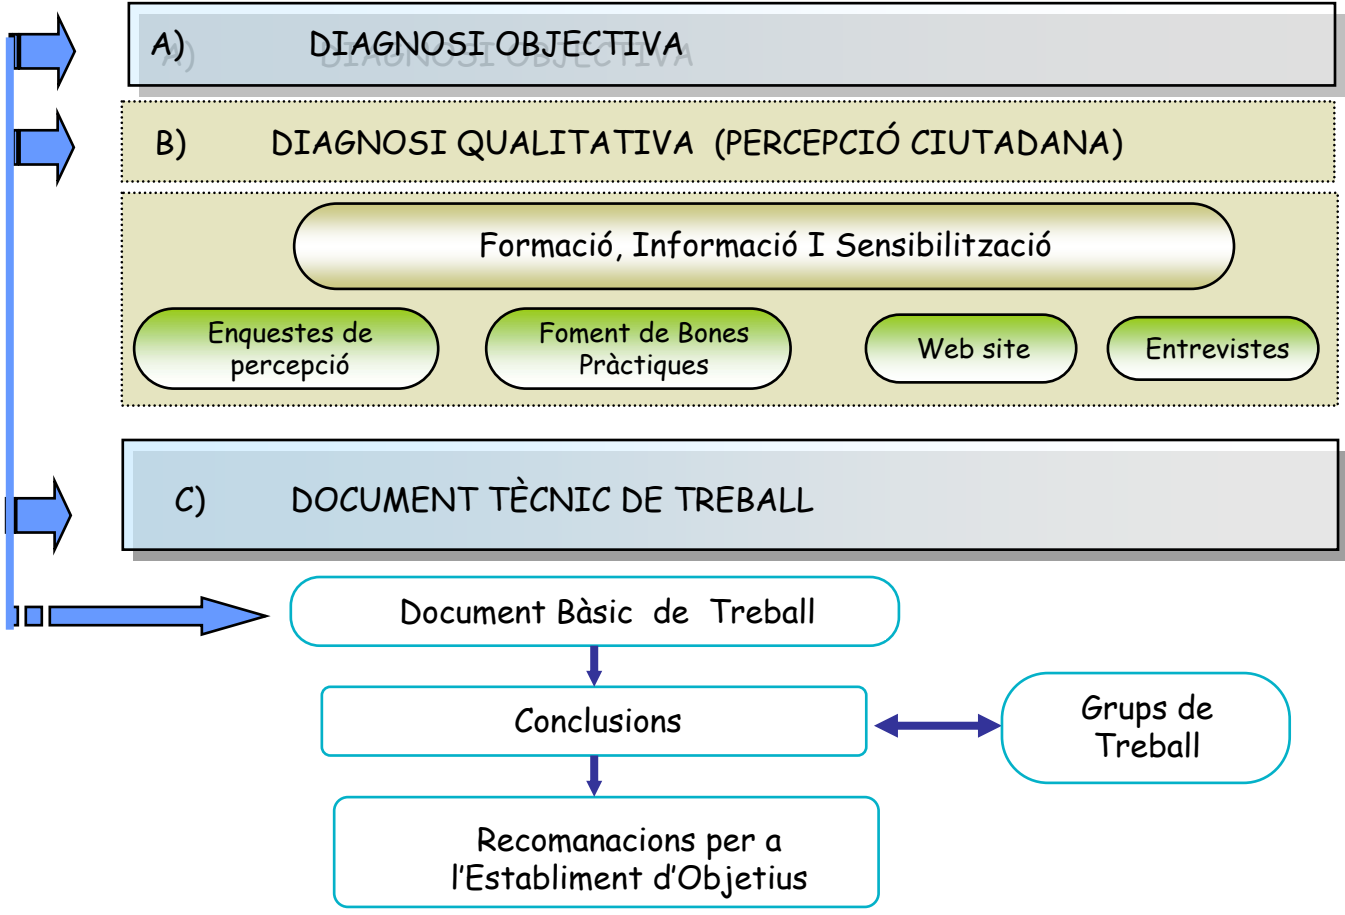 A) DIAGNOSI OBJECTIVA
B) DIAGNOSI QUALITATIVA (PERCEPCIÓ CIUTADANA)
Formació, Informació I Sensibilització
Enquestes de
percepció
Foment de Bones
Pràctiques
Web site
Entrevistes
C) DOCUMENT TÈCNIC DE TREBALL
Document Bàsic de Treball
Conclusions
Grups de
Treball
Recomanacions per a
l'Establiment d'Objetius